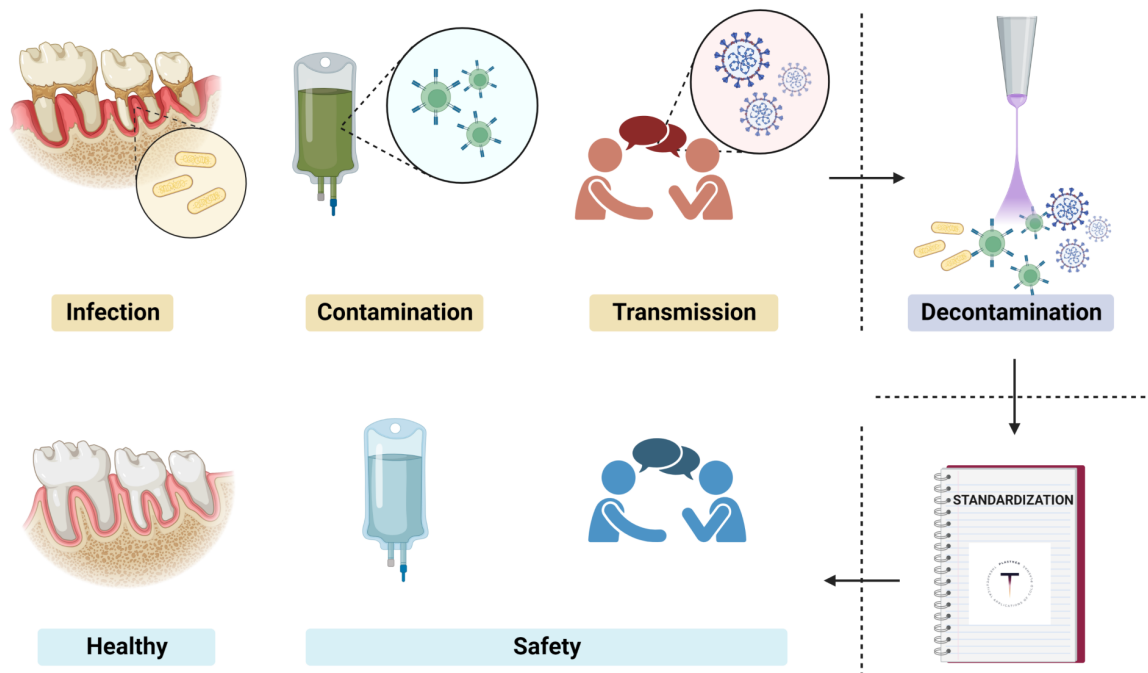 Infection
Contamination
Transmission
Decontamination
STANDARDIZATION
Healthy
Safety